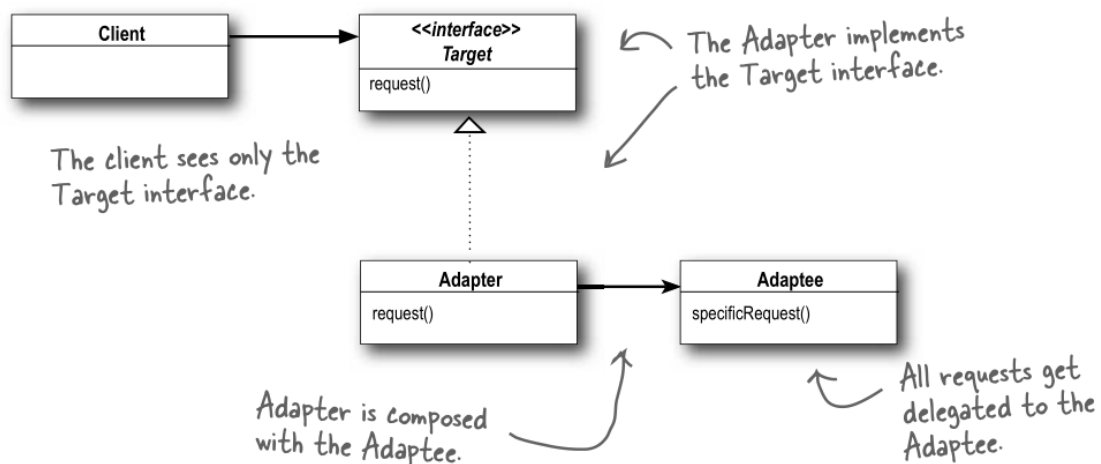 Client
<<interface>>
Target
request()
The Adapter implements
the Target interface.
The client sees only the
Target interface.
Adapter
request()
Adaptee
specificRequest()
Adapter is composed
with the Adaptee.
All requests get
delegated to the
Adaptee.